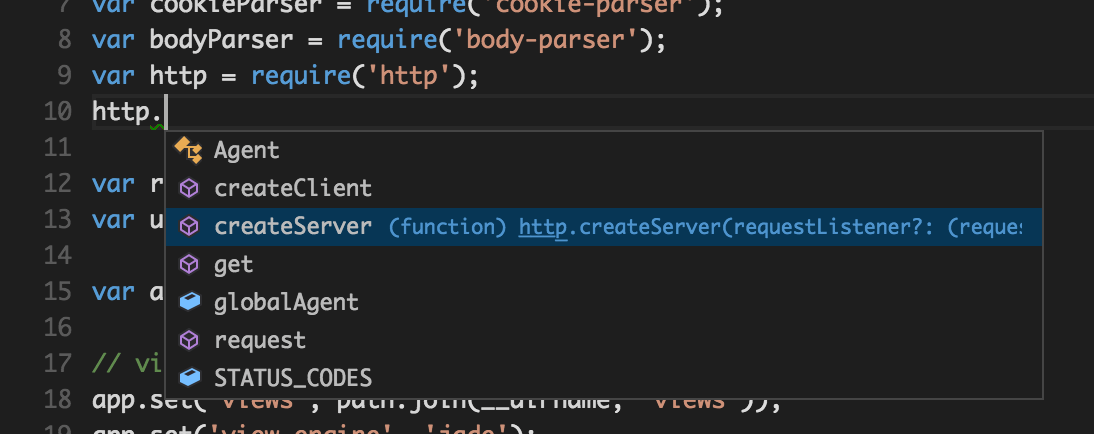 7 var cookieParser = require('cookie-parser');
8 var bodyParser = require('body-parser');
9 var http = require('http');
10 http.
Agent
11
createClient
12 var r
createServer (function) http.createServer(requestListener?: (reques
13 var u
get
14
globalAgent
15 var a
request
16
STATUS_CODES
17 // vi
18 app.set('views', path.join(__dirname, 'views'));
19 app.set('view engine', 'jade');